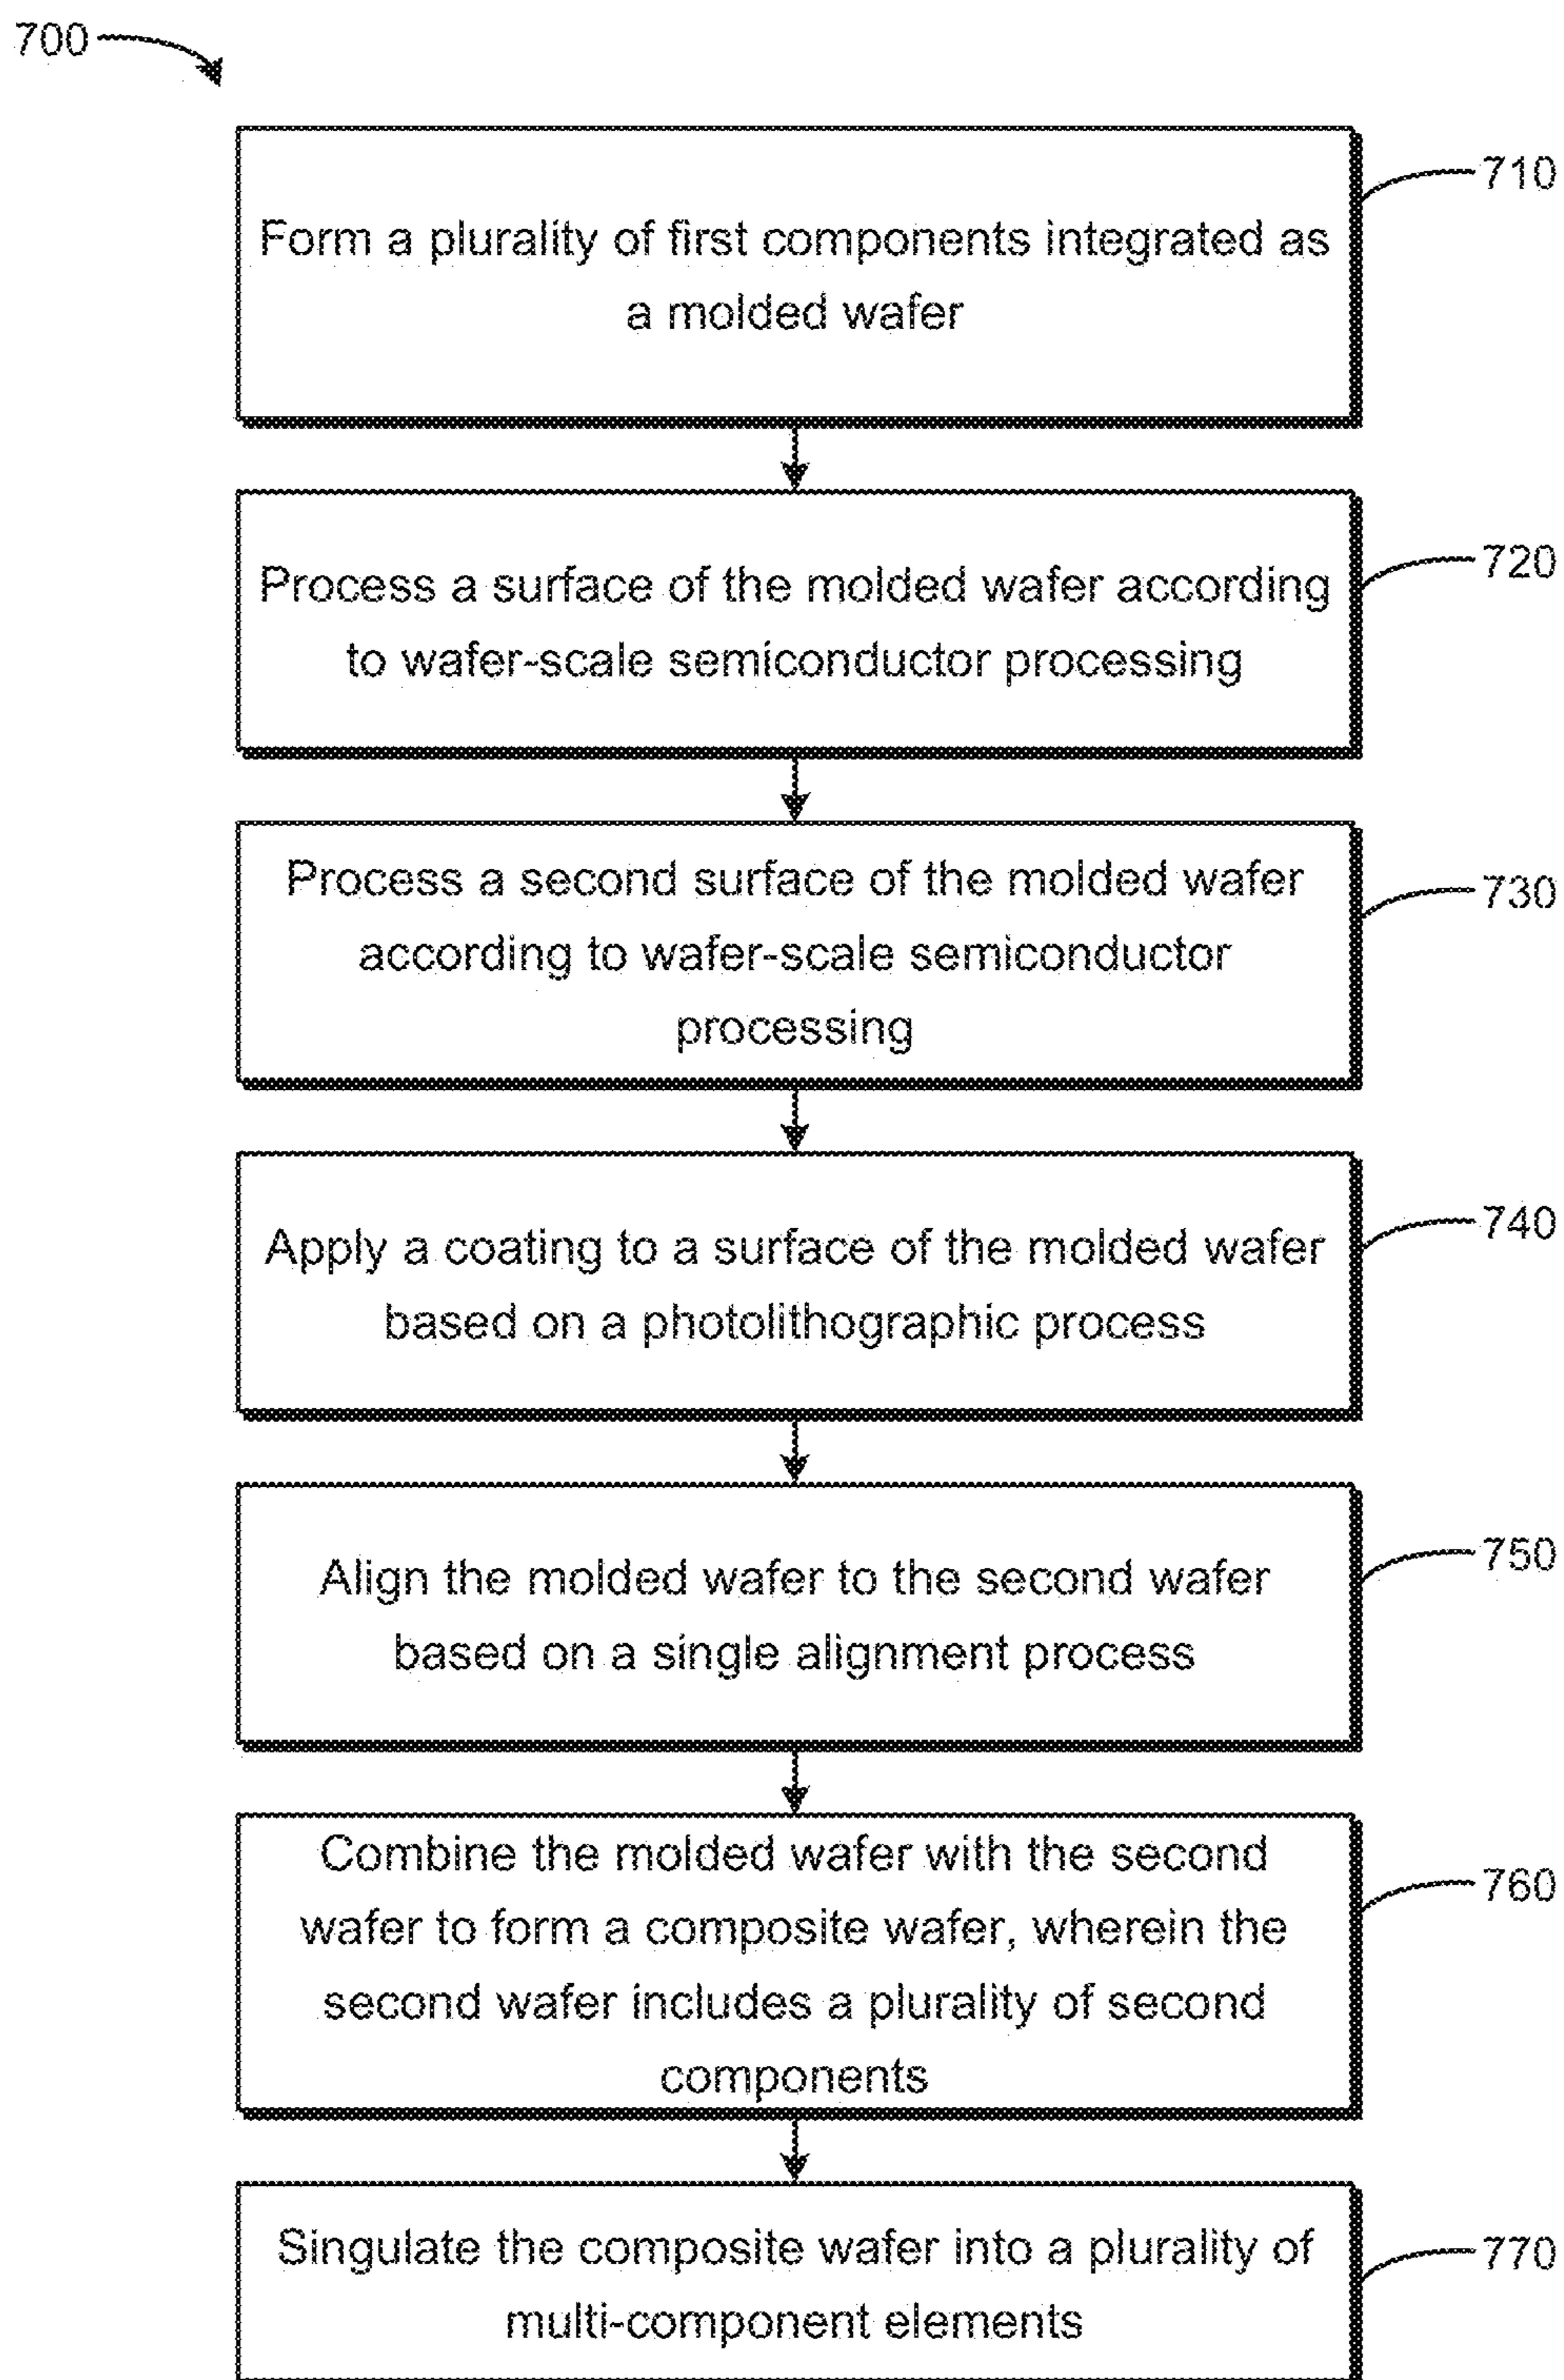 700
710
Form a plurality of first components integrated as
a molded wafer
720
Process a surface of the molded wafer according
to wafer-scale semiconductor processing
730
Process a second surface of the molded wafer
according to wafer-scale semiconductor
processing
740
Apply a coating to a surface of the molded wafer
based on a photolithographic process
750
Align the molded wafer to the second wafer
based on a single alignment process
760
Combine the molded wafer with the second
wafer to form a composite wafer, wherein the
second wafer includes a plurality of second
components
770
Singulate the composite wafer into a plurality of
multi-component elements